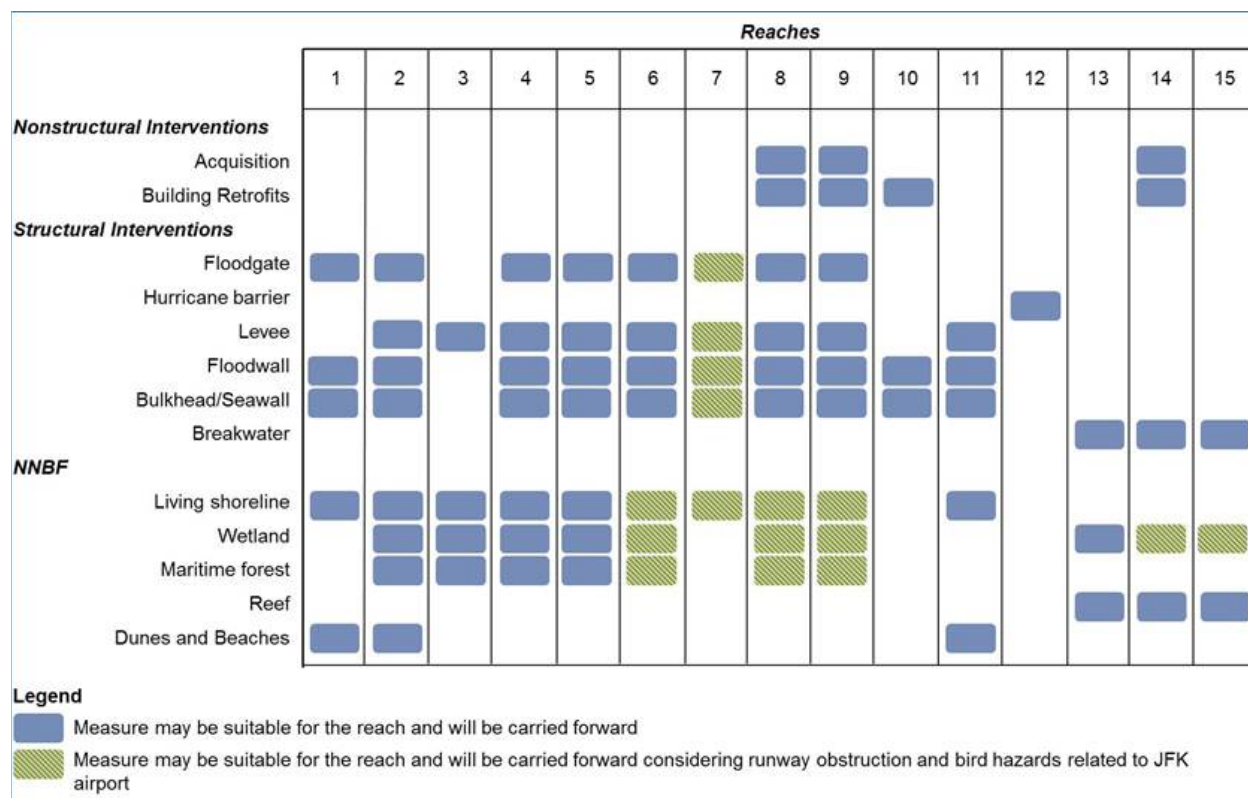 Reaches
1 2 3 4 5 6 7 8 9 10 11 12 13 14 15
Nonstructural Interventions
Acquisition
Building Retrofits
Structural Interventions
Floodgate
Hurricane barrier
Levee
Floodwall
Bulkhead/Seawall
Breakwater
NNBF
Living shoreline
Wetland
Maritime forest
Reef
Dunes and Beaches
Legend
Measure may be suitable for the reach and will be carried forward
Measure may be suitable for the reach and will be carried forward considering runway obstruction and bird hazards related to JFK
airport